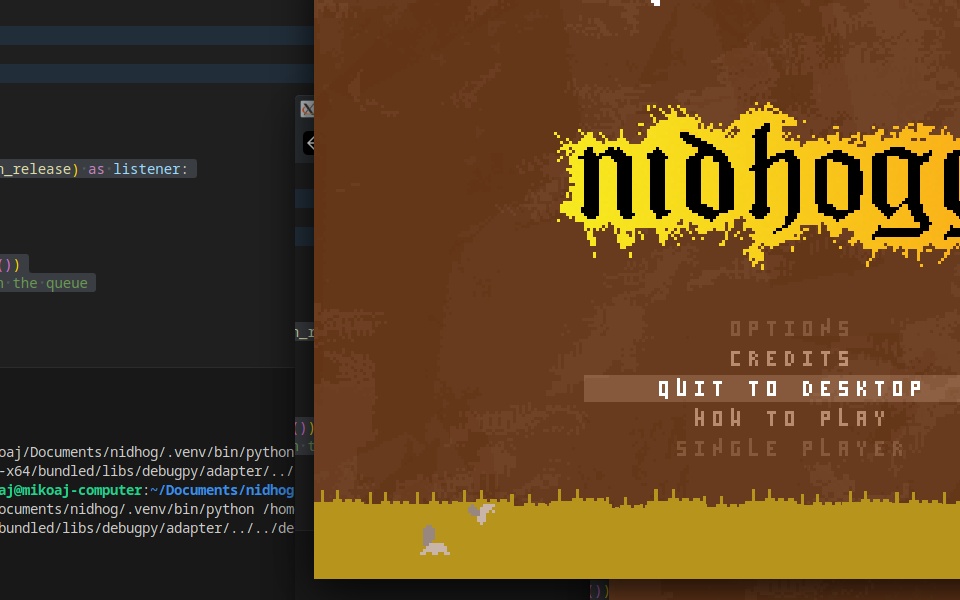 n_release) as listener:
())
n the queue
oaj/Documents/nidhog/.venv/bin/python
-x64/bundled/libs/debugpy/adapter/../
aj@mikoaj-computer:~/Documents/nidhog
ocuments/nidhog/.venv/bin/python /hom
bundled/libs/debugpy/adapter/../../de
n_r
())
n t
nidhogg
OPTIONS
CREDITS
QUIT TO DESKTOP
HOW TO PLAY
SINGLE PLAYER
())